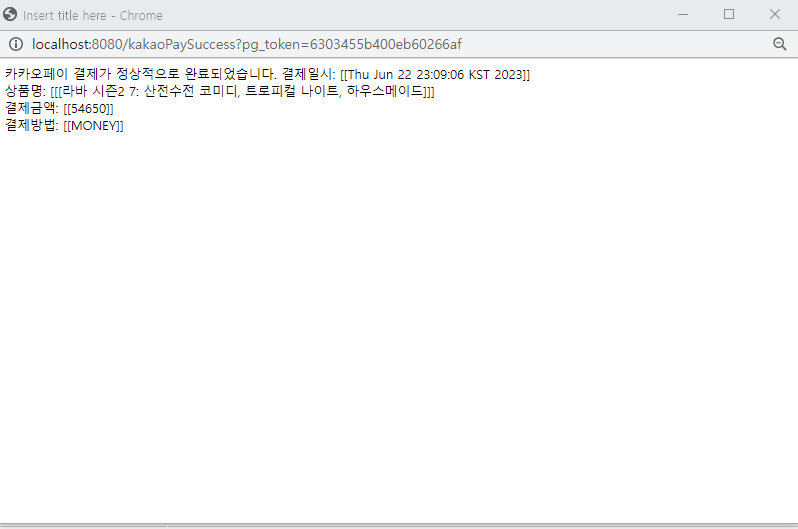 Insert title here - Chrome
localhost:8080/kakaoPaySuccess?pg_token=6303455b400eb60266af
카카오페이 결제가 정상적으로 완료되었습니다. 결제일시: [[Thu Jun 22 23:09:06 KST 2023]]
상품명: [[[라바 시즌2 7: 산전수전 코미디, 트로피컬 나이트, 하우스메이드]]]
결제금액: [[54650]]
결제방법: [[MONEY]]